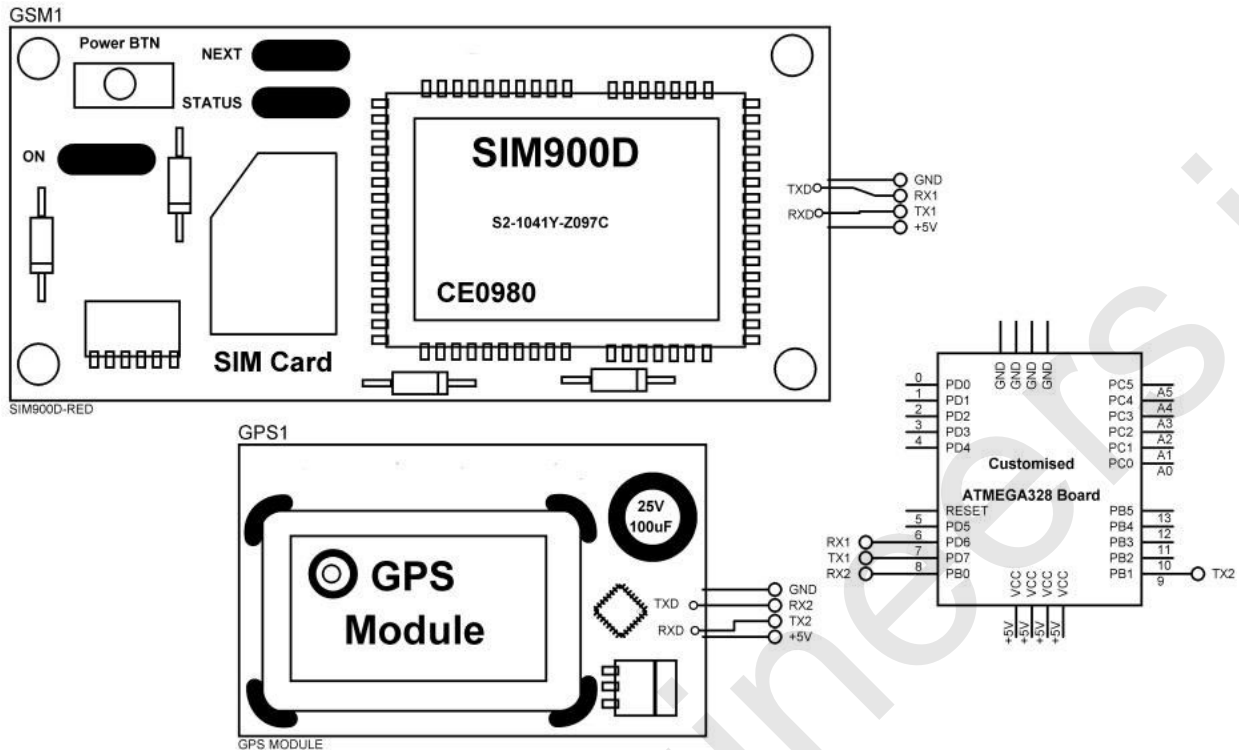 GSM1
Power BTN
NEXT
STATUS
ON
SIM900D
S2-1041Y-Z097C
CE0980
SIM Card
SIM900D-RED
TXD
RXD
GND
RX1
TX1
+5V
GPS1
25V
100uF
GPS
Module
TXD
RXD
GND
RX2
TX2
+5V
GPS MODULE
GND GND GND GND
0 PD0
1 PD1
2 PD2
3 PD3
4 PD4
PC5 A5
PC4 A4
PC3 A3
PC2 A2
PC1 A1
PC0 A0
Customised
ATMEGA328 Board
RESET
5 PD5
RX1 6 PD6
TX1 7 PD7
RX2 8 PB0
PB5 13
PB4 12
PB3 11
PB2 10
PB1 9 TX2
VCC VCC VCC VCC
+5V +5V +5V +5V